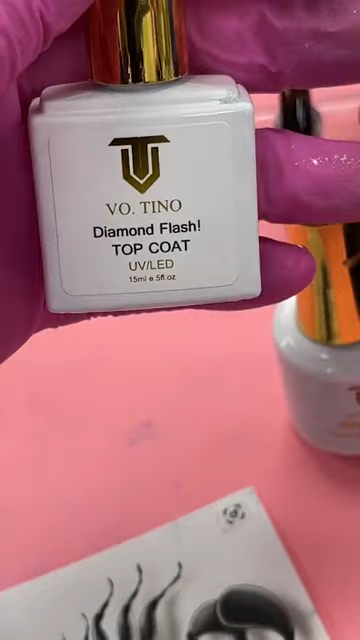 VO. TINO
Diamond Flash!
TOP COAT
UV/LED
15ml e .5fl.oz